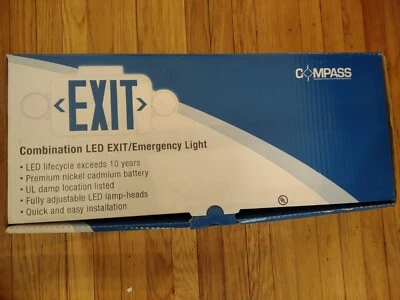 EXIT
COMPASS
Combination LED EXIT/Emergency Light
• LED lifecycle exceeds 10 years
• Premium nickel cadmium battery
• UL damp location listed
• Fully adjustable LED lamp-heads
• Quick and easy installation
UL